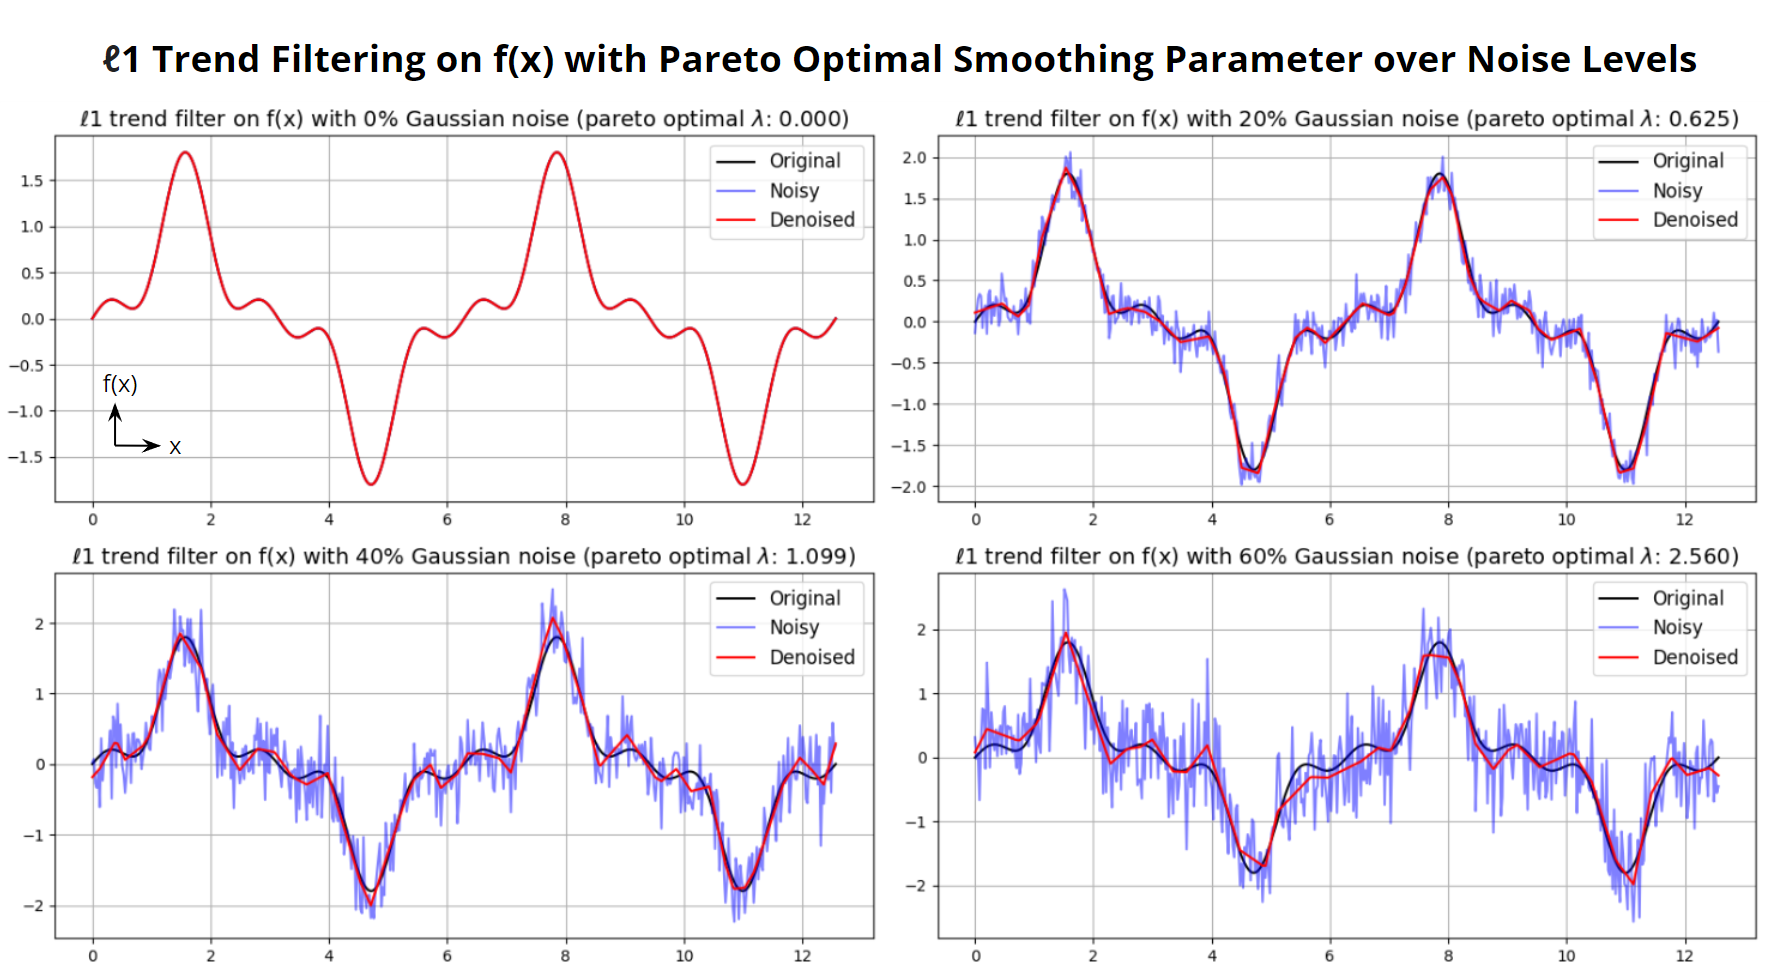 ℓ1 Trend Filtering on f(x) with Pareto Optimal Smoothing Parameter over Noise Levels
ℓ1 trend filter on f(x) with 0% Gaussian noise (pareto optimal λ: 0.000)
Original
Noisy
Denoised
1.5
1.0
0.5
0.0
−0.5
−1.0
−1.5
f(x)
x
0 2 4 6 8 10 12
ℓ1 trend filter on f(x) with 20% Gaussian noise (pareto optimal λ: 0.625)
Original
Noisy
Denoised
2.0
1.5
1.0
0.5
0.0
−0.5
−1.0
−1.5
−2.0
0 2 4 6 8 10 12
ℓ1 trend filter on f(x) with 40% Gaussian noise (pareto optimal λ: 1.099)
Original
Noisy
Denoised
2
1
0
−1
−2
0 2 4 6 8 10 12
ℓ1 trend filter on f(x) with 60% Gaussian noise (pareto optimal λ: 2.560)
Original
Noisy
Denoised
2
1
0
−1
−2
0 2 4 6 8 10 12